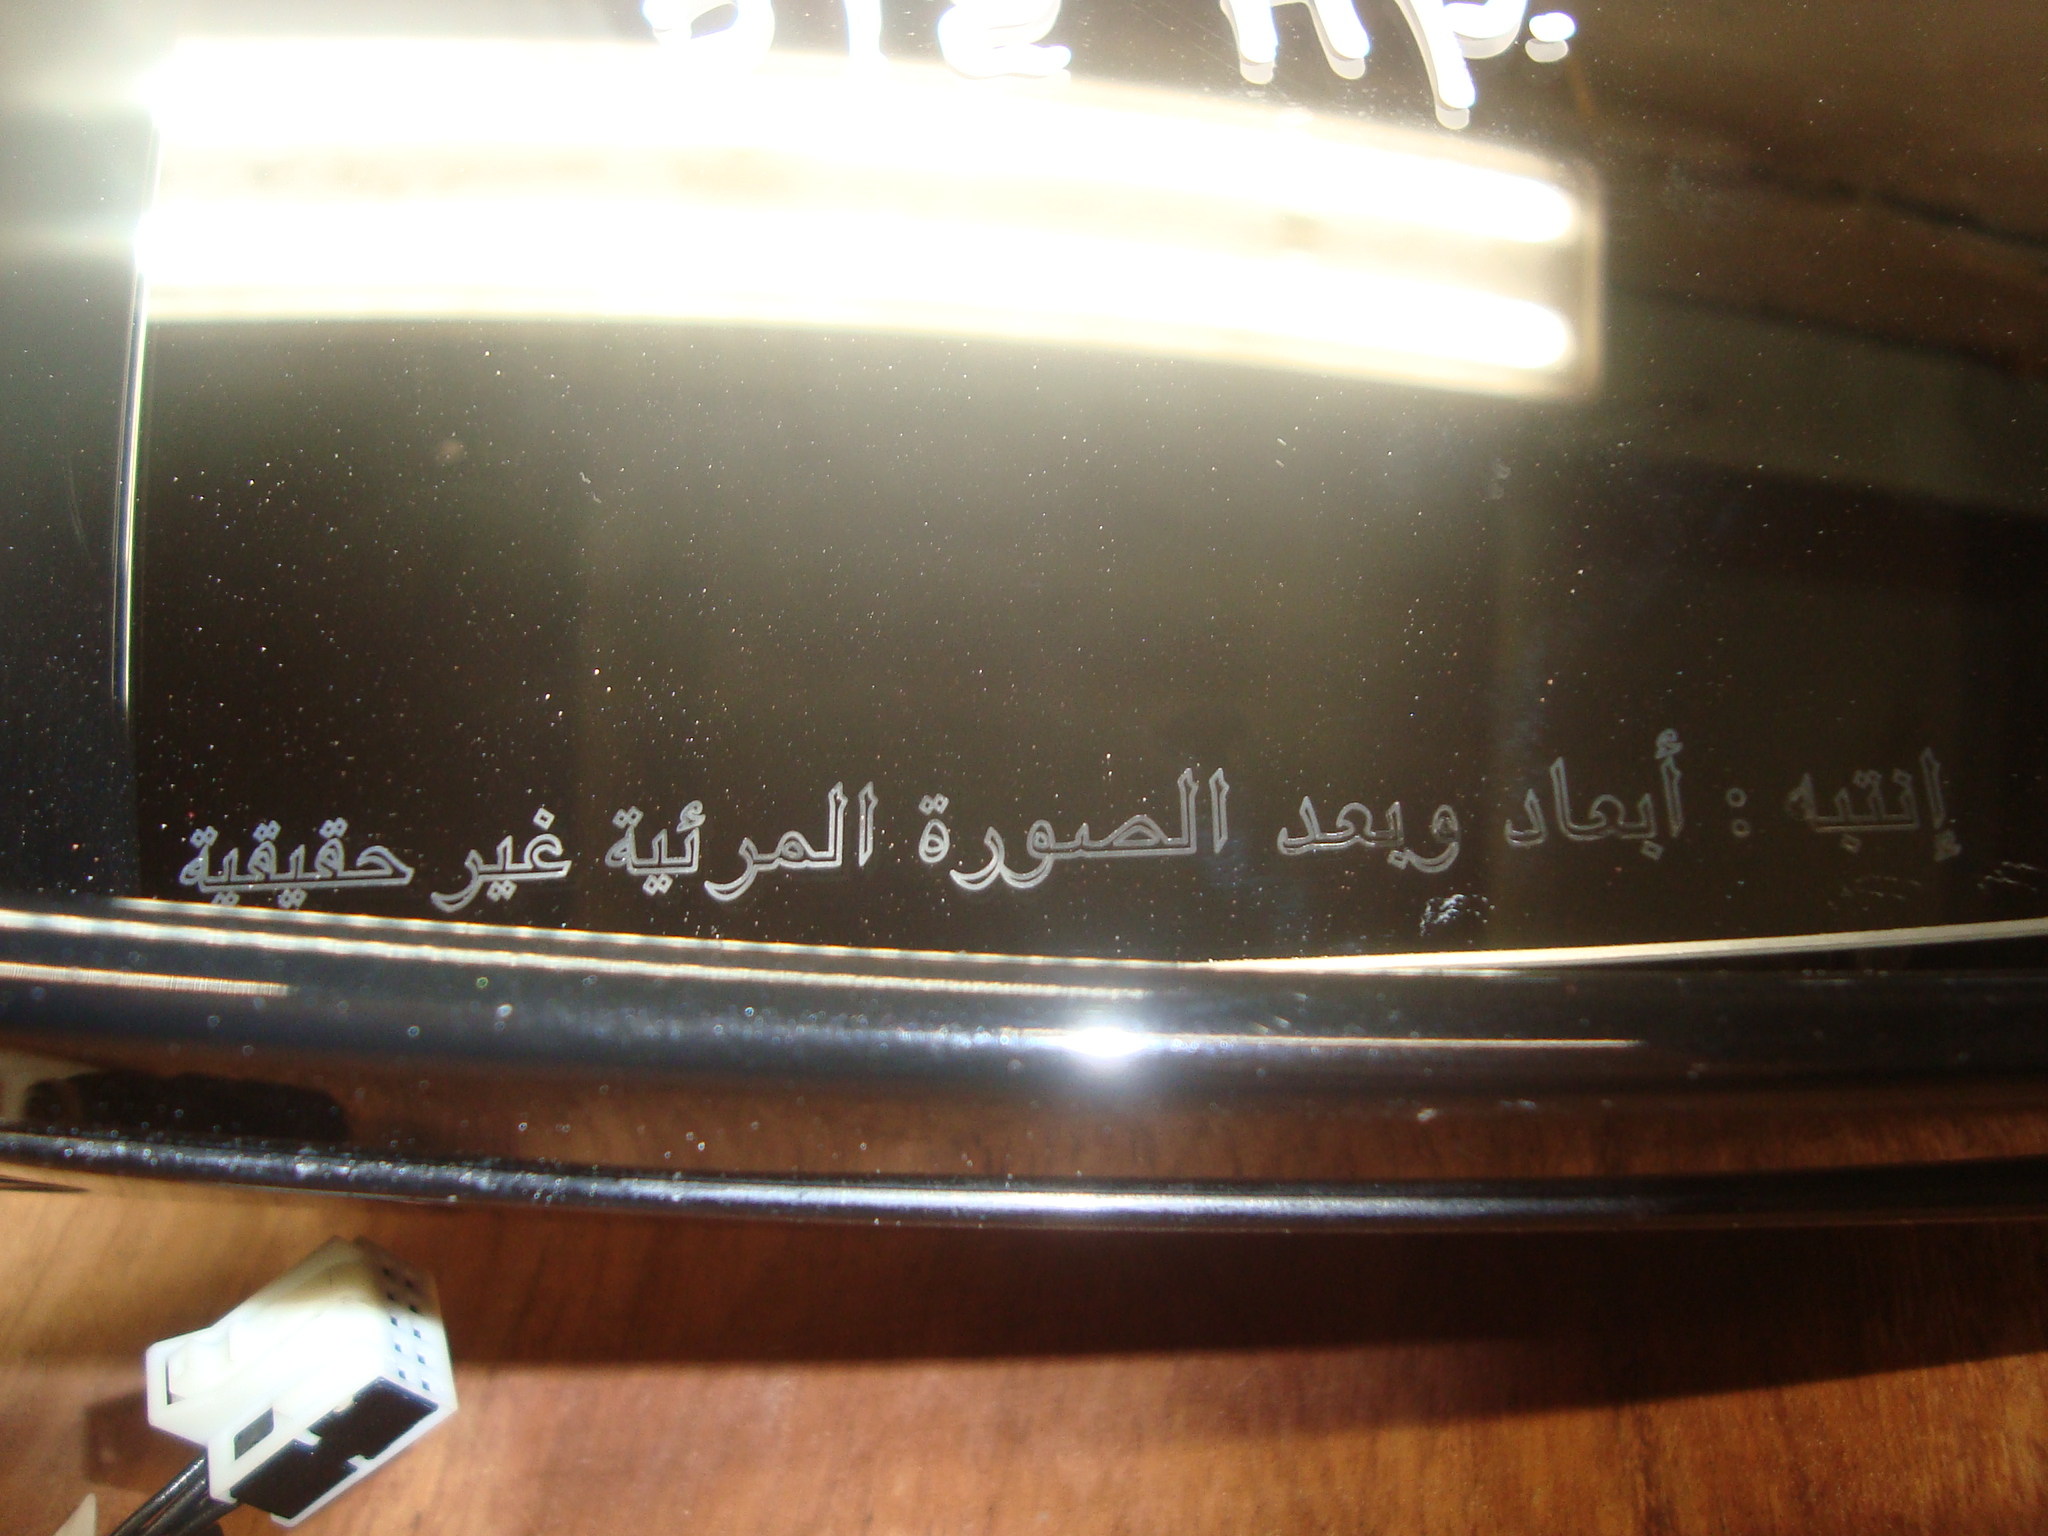 إنتبه : أبعاد وبعد الصورة المرئية غير حقيقية